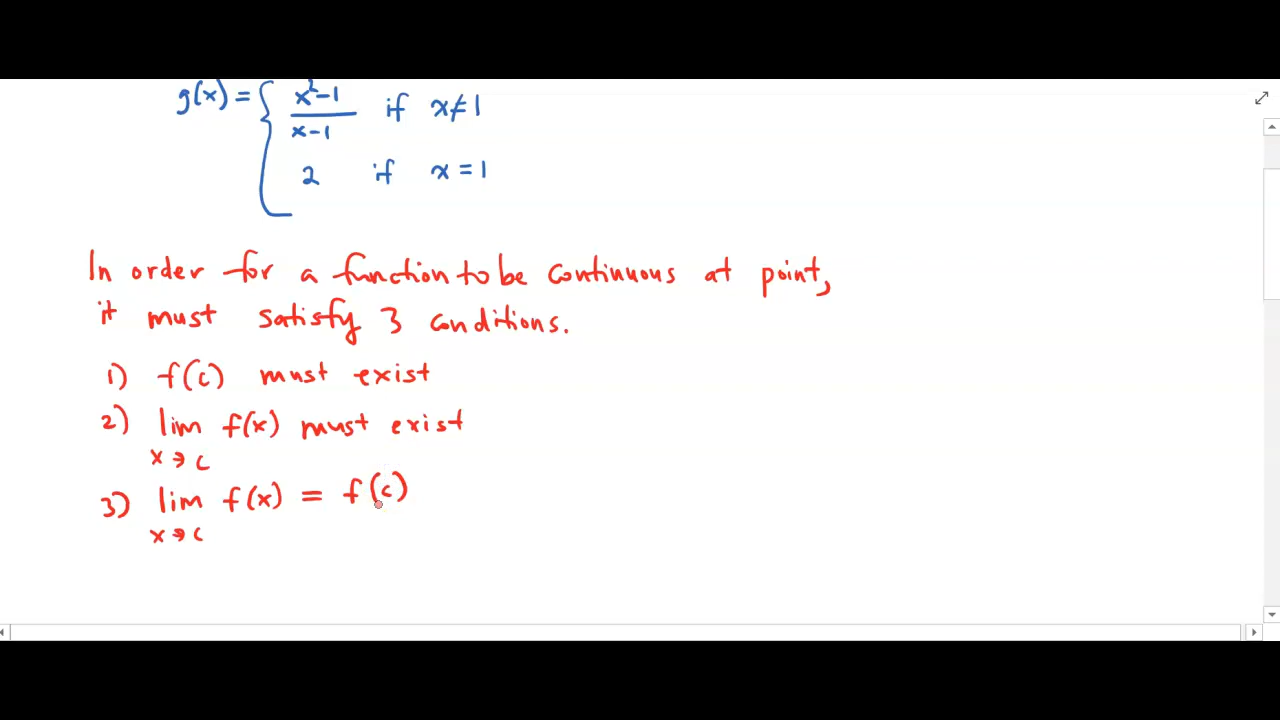 g(x) = { x²-1 / x-1 if x≠1
2 if x = 1
In order for a function to be continuous at point,
it must satisfy 3 conditions.
1) f(c) must exist
2) lim f(x) must exist
x→c
3) lim f(x) = f(c)
x→c